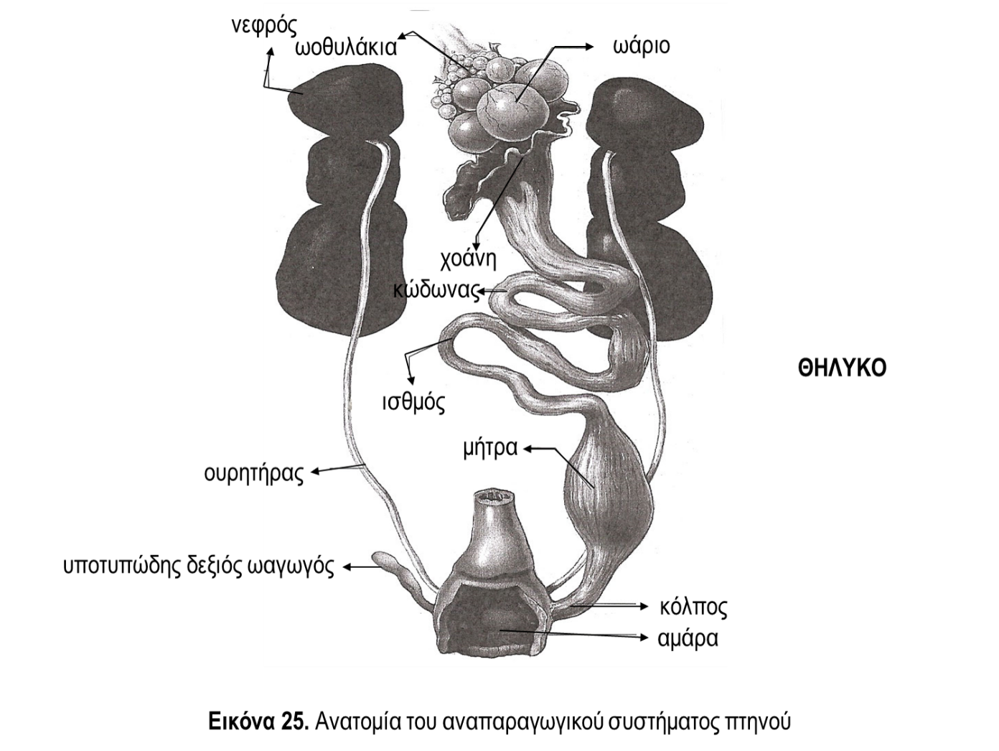 νεφρός
ωοθυλάκια
ωάριο
χοάνη
κώδωνας
ΘΗΛΥΚΟ
ισθμός
μήτρα
ουρητήρας
υποτυπώδης δεξιός ωαγωγός
κόλπος
αμάρα
Εικόνα 25. Ανατομία του αναπαραγωγικού συστήματος πτηνού